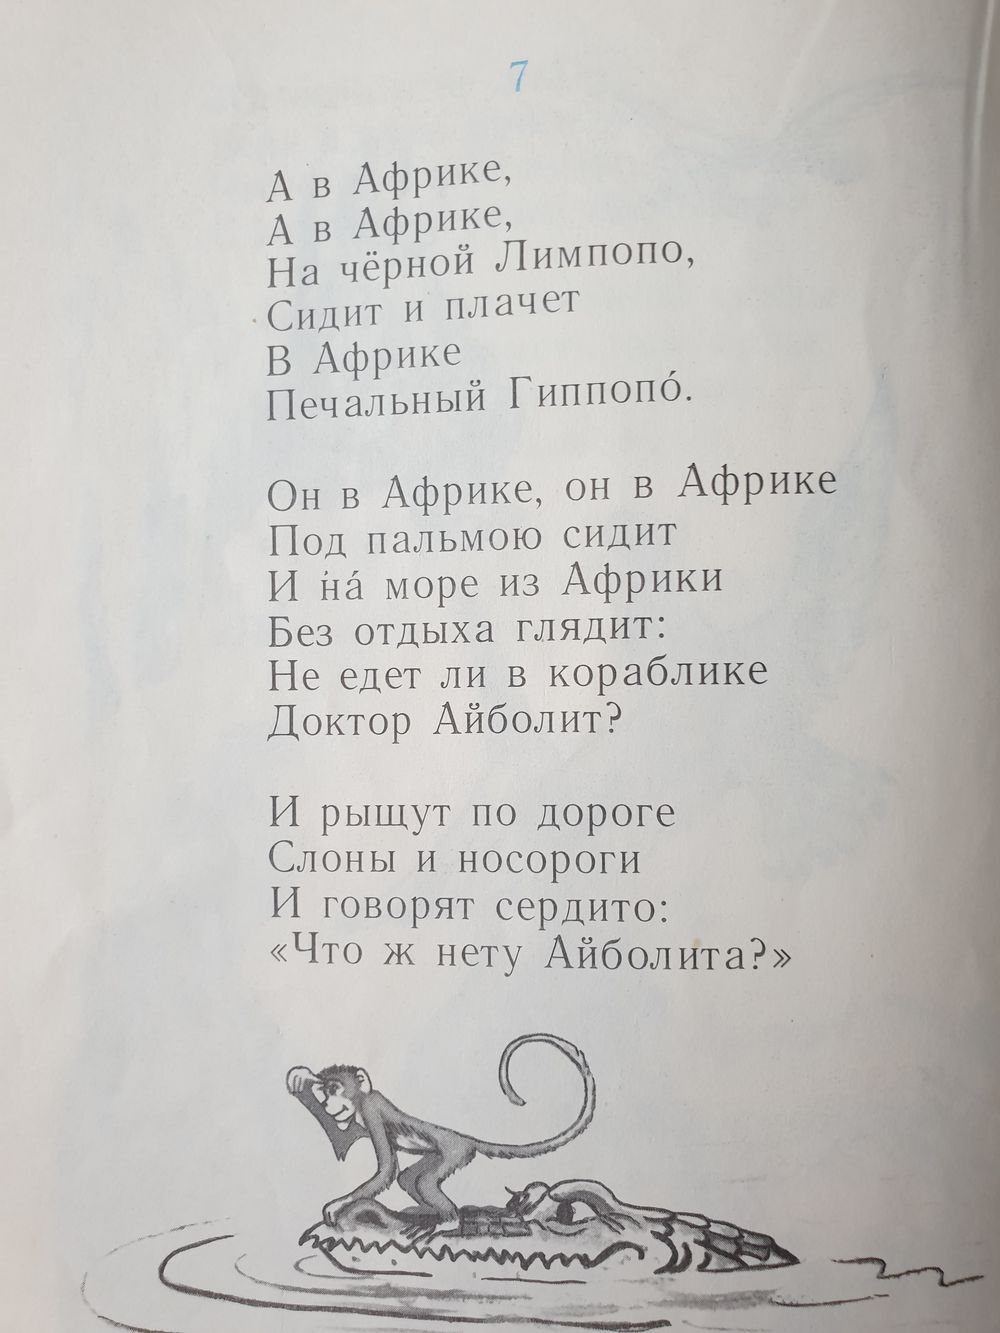 7
А в Африке,
А в Африке,
На чёрной Лимпопо,
Сидит и плачет
В Африке
Печальный Гиппопо́.
Он в Африке, он в Африке
Под пальмою сидит
И на́ море из Африки
Без отдыха глядит:
Не едет ли в кораблике
Доктор Айболит?
И рыщут по дороге
Слоны и носороги
И говорят сердито:
«Что ж нету Айболита?»